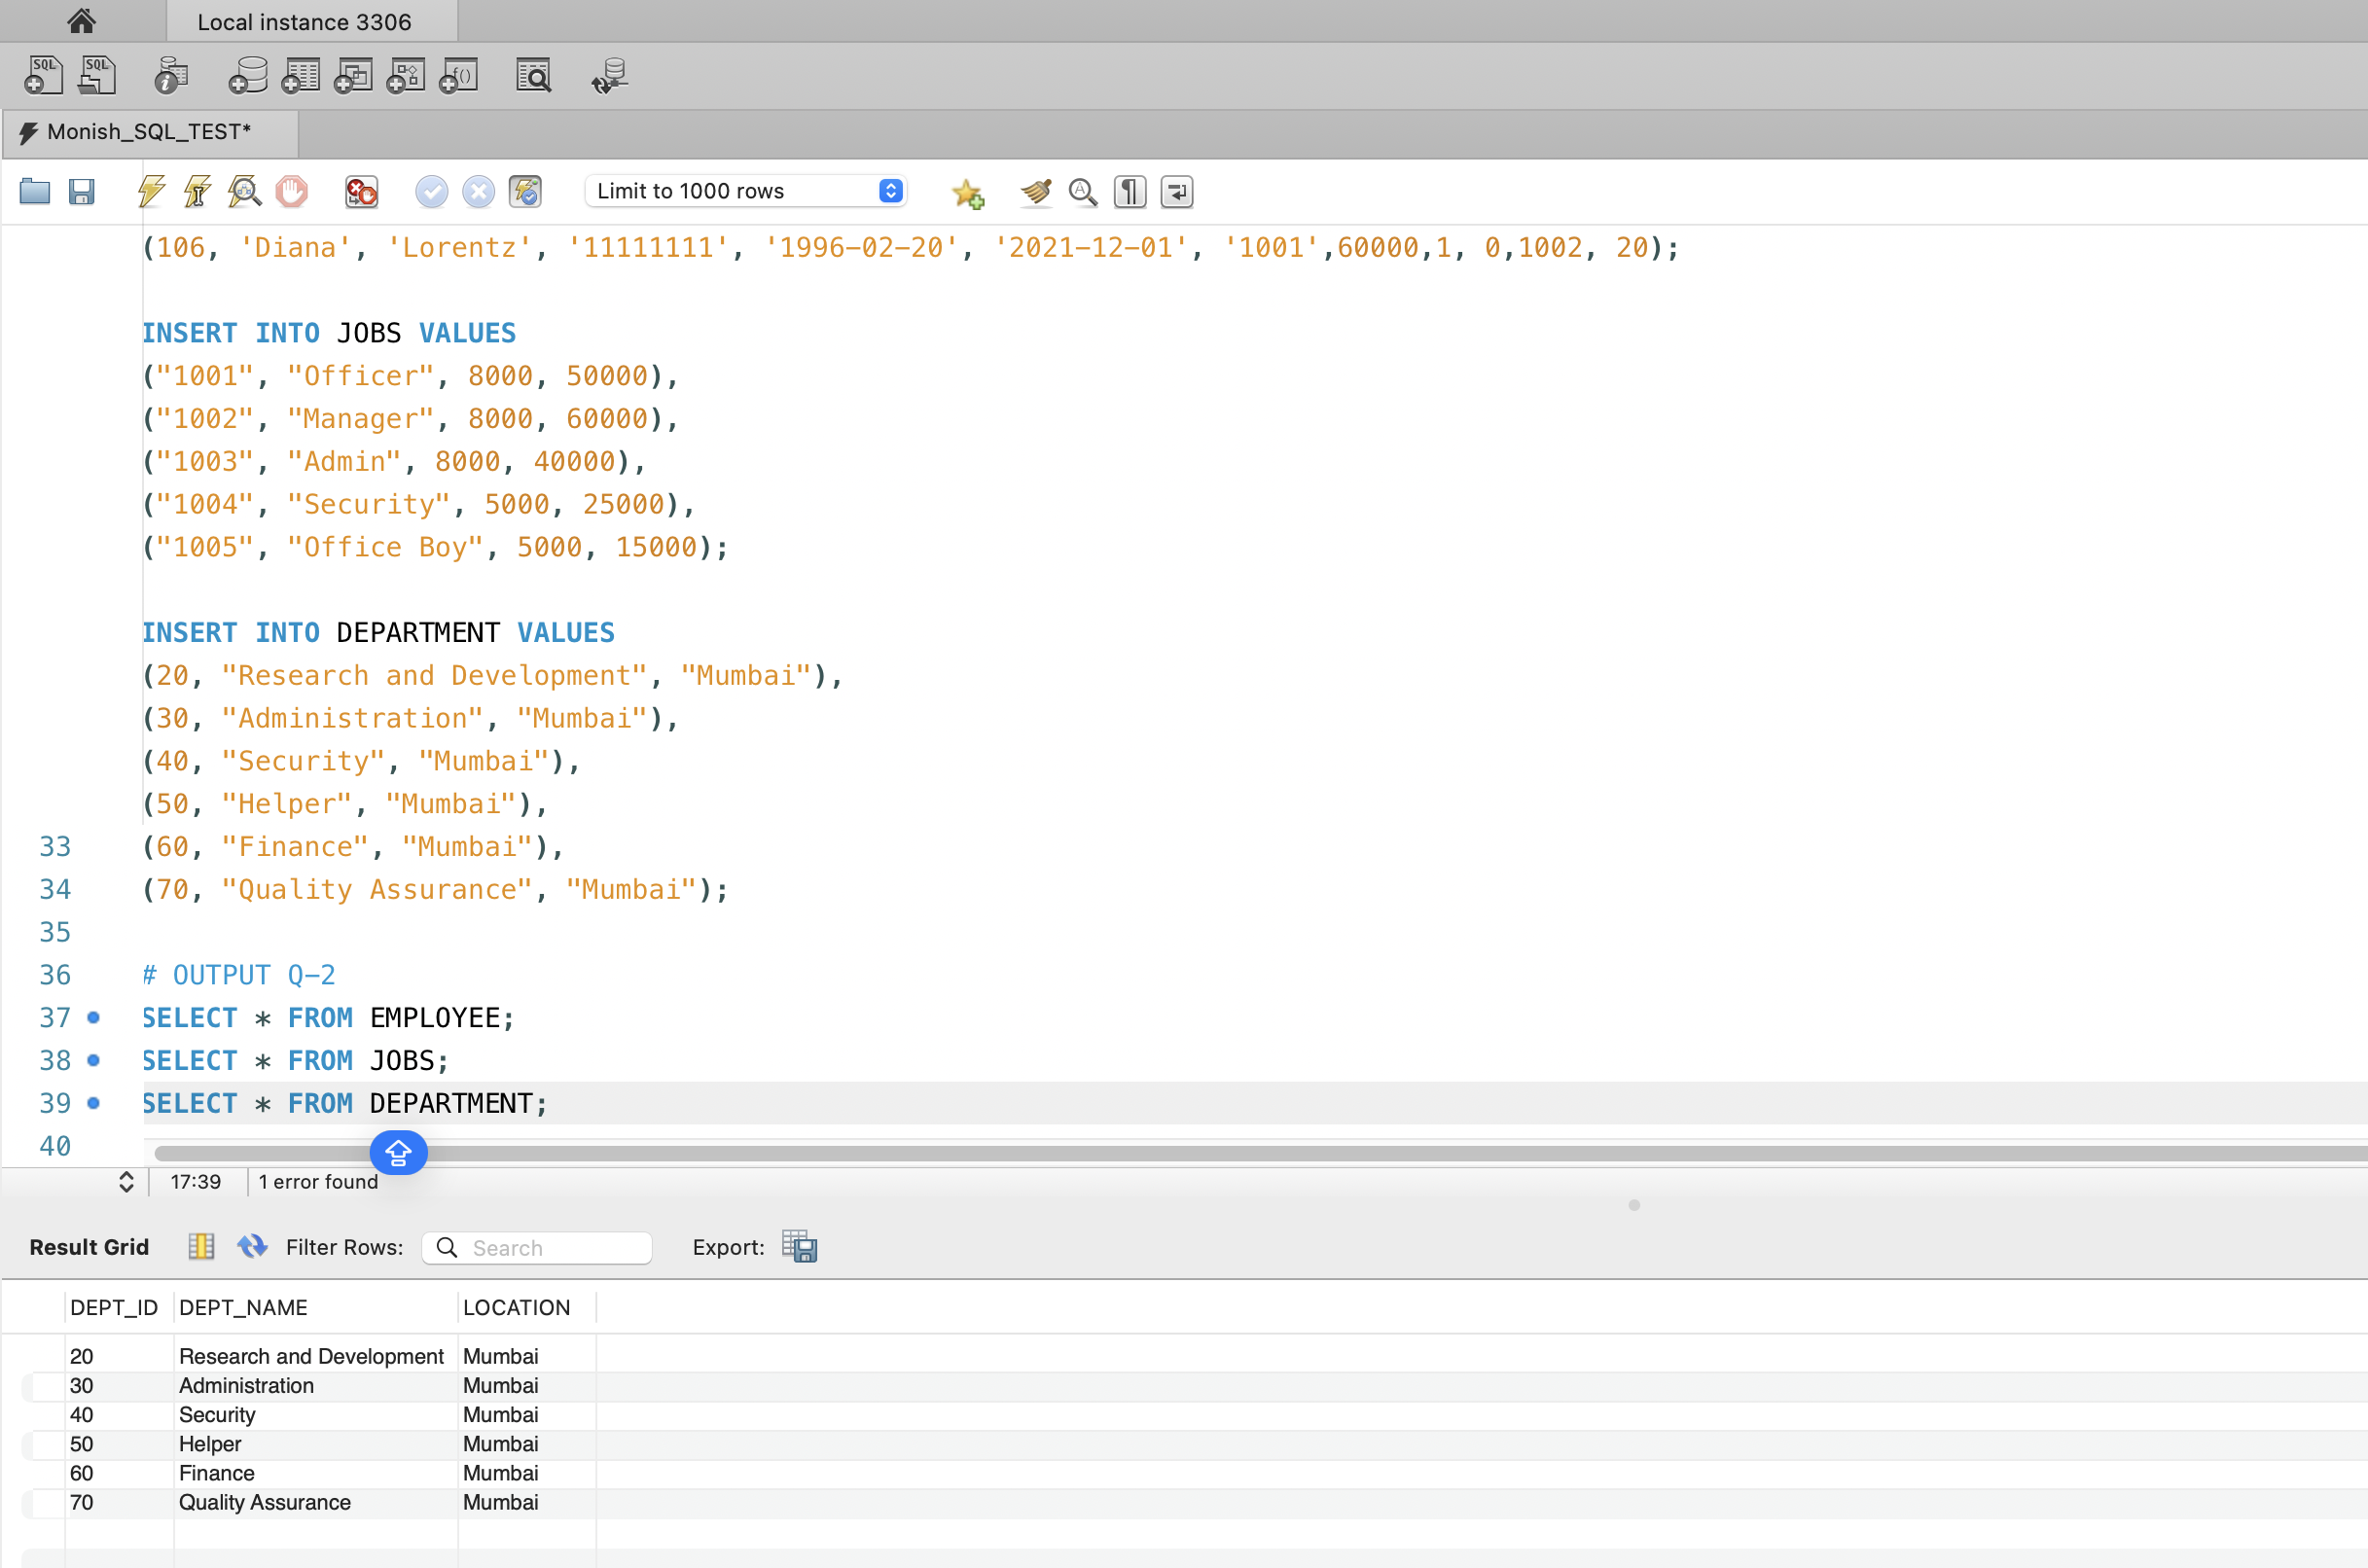 Local instance 3306
SQL SQL
Monish_SQL_TEST*
Limit to 1000 rows
(106, 'Diana', 'Lorentz', '11111111', '1996-02-20', '2021-12-01', '1001',60000,1, 0,1002, 20);
INSERT INTO JOBS VALUES
("1001", "Officer", 8000, 50000),
("1002", "Manager", 8000, 60000),
("1003", "Admin", 8000, 40000),
("1004", "Security", 5000, 25000),
("1005", "Office Boy", 5000, 15000);
INSERT INTO DEPARTMENT VALUES
(20, "Research and Development", "Mumbai"),
(30, "Administration", "Mumbai"),
(40, "Security", "Mumbai"),
(50, "Helper", "Mumbai"),
33 (60, "Finance", "Mumbai"),
34 (70, "Quality Assurance", "Mumbai");
35
36 # OUTPUT Q-2
37 SELECT * FROM EMPLOYEE;
38 SELECT * FROM JOBS;
39 SELECT * FROM DEPARTMENT;
40
17:39 1 error found
Result Grid Filter Rows: Search Export:
DEPT_ID DEPT_NAME LOCATION
20 Research and Development Mumbai
30 Administration Mumbai
40 Security Mumbai
50 Helper Mumbai
60 Finance Mumbai
70 Quality Assurance Mumbai